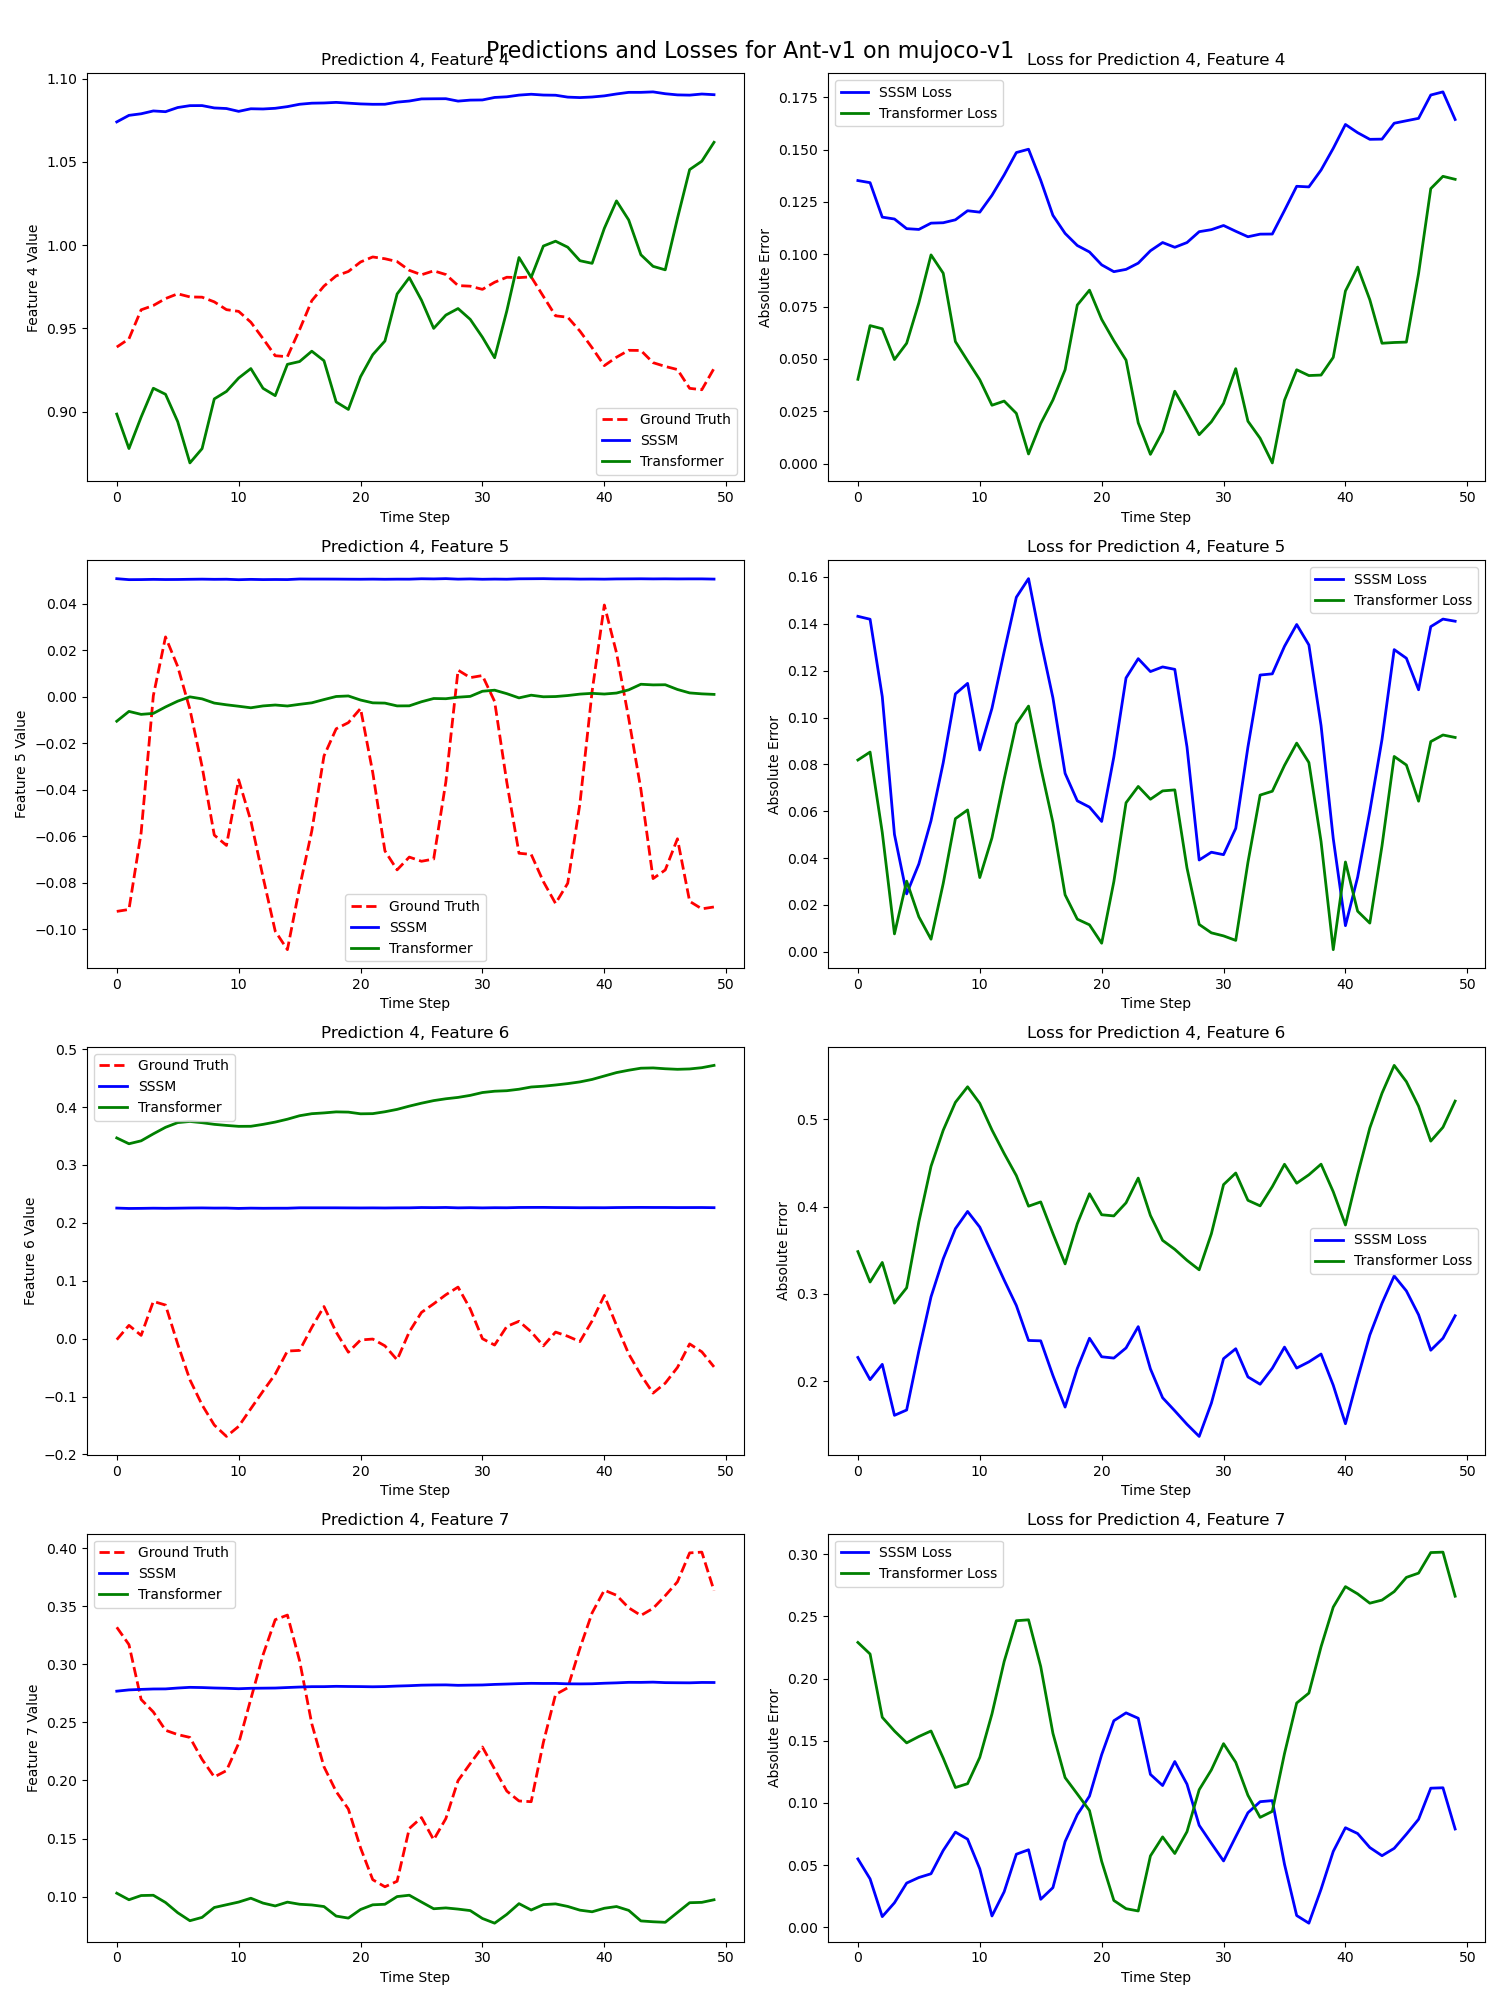 Predictions and Losses for Ant-v1 on mujoco-v1
Prediction 4, Feature 4
1.10
1.05
1.00
0.95
0.90
Feature 4 Value
Ground Truth
SSSM
Transformer
0 10 20 30 40 50
Time Step
Loss for Prediction 4, Feature 4
SSSM Loss
Transformer Loss
0.175
0.150
0.125
0.100
0.075
0.050
0.025
0.000
Absolute Error
0 10 20 30 40 50
Time Step
Prediction 4, Feature 5
0.04
0.02
0.00
−0.02
−0.04
−0.06
−0.08
−0.10
Feature 5 Value
Ground Truth
SSSM
Transformer
0 10 20 30 40 50
Time Step
Loss for Prediction 4, Feature 5
SSSM Loss
Transformer Loss
0.16
0.14
0.12
0.10
0.08
0.06
0.04
0.02
0.00
Absolute Error
0 10 20 30 40 50
Time Step
Prediction 4, Feature 6
Ground Truth
SSSM
Transformer
0.5
0.4
0.3
0.2
0.1
0.0
−0.1
−0.2
Feature 6 Value
0 10 20 30 40 50
Time Step
Loss for Prediction 4, Feature 6
0.5
0.4
0.3
0.2
Absolute Error
SSSM Loss
Transformer Loss
0 10 20 30 40 50
Time Step
Prediction 4, Feature 7
Ground Truth
SSSM
Transformer
0.40
0.35
0.30
0.25
0.20
0.15
0.10
Feature 7 Value
0 10 20 30 40 50
Time Step
Loss for Prediction 4, Feature 7
SSSM Loss
Transformer Loss
0.30
0.25
0.20
0.15
0.10
0.05
0.00
Absolute Error
0 10 20 30 40 50
Time Step